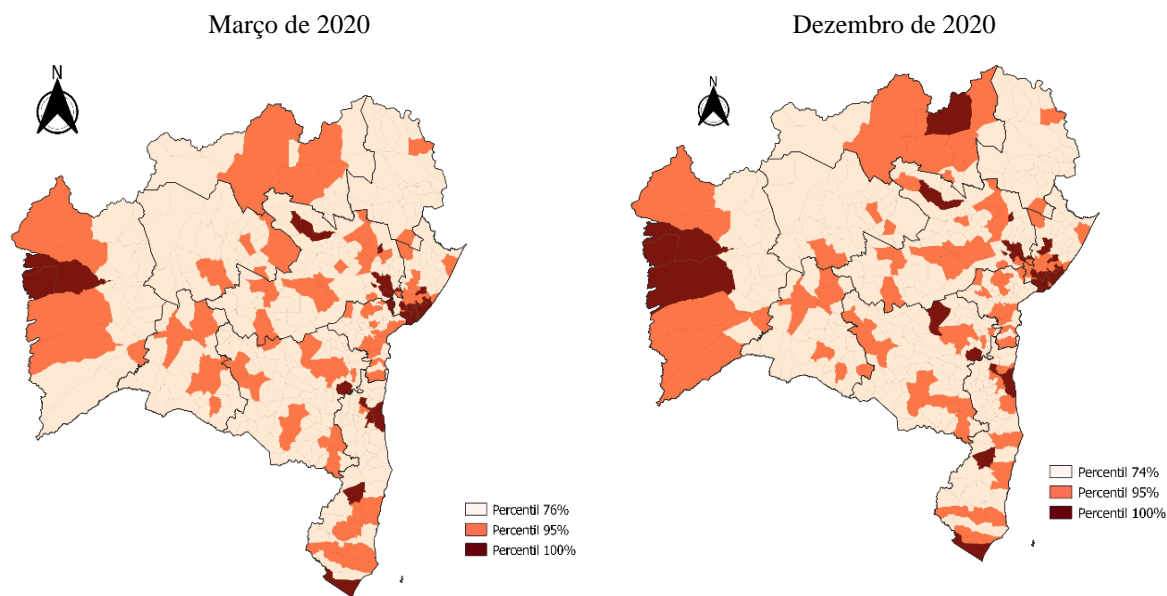 Março de 2020
N
Percentil 76%
Percentil 95%
Percentil 100%
Dezembro de 2020
N
Percentil 74%
Percentil 95%
Percentil 100%